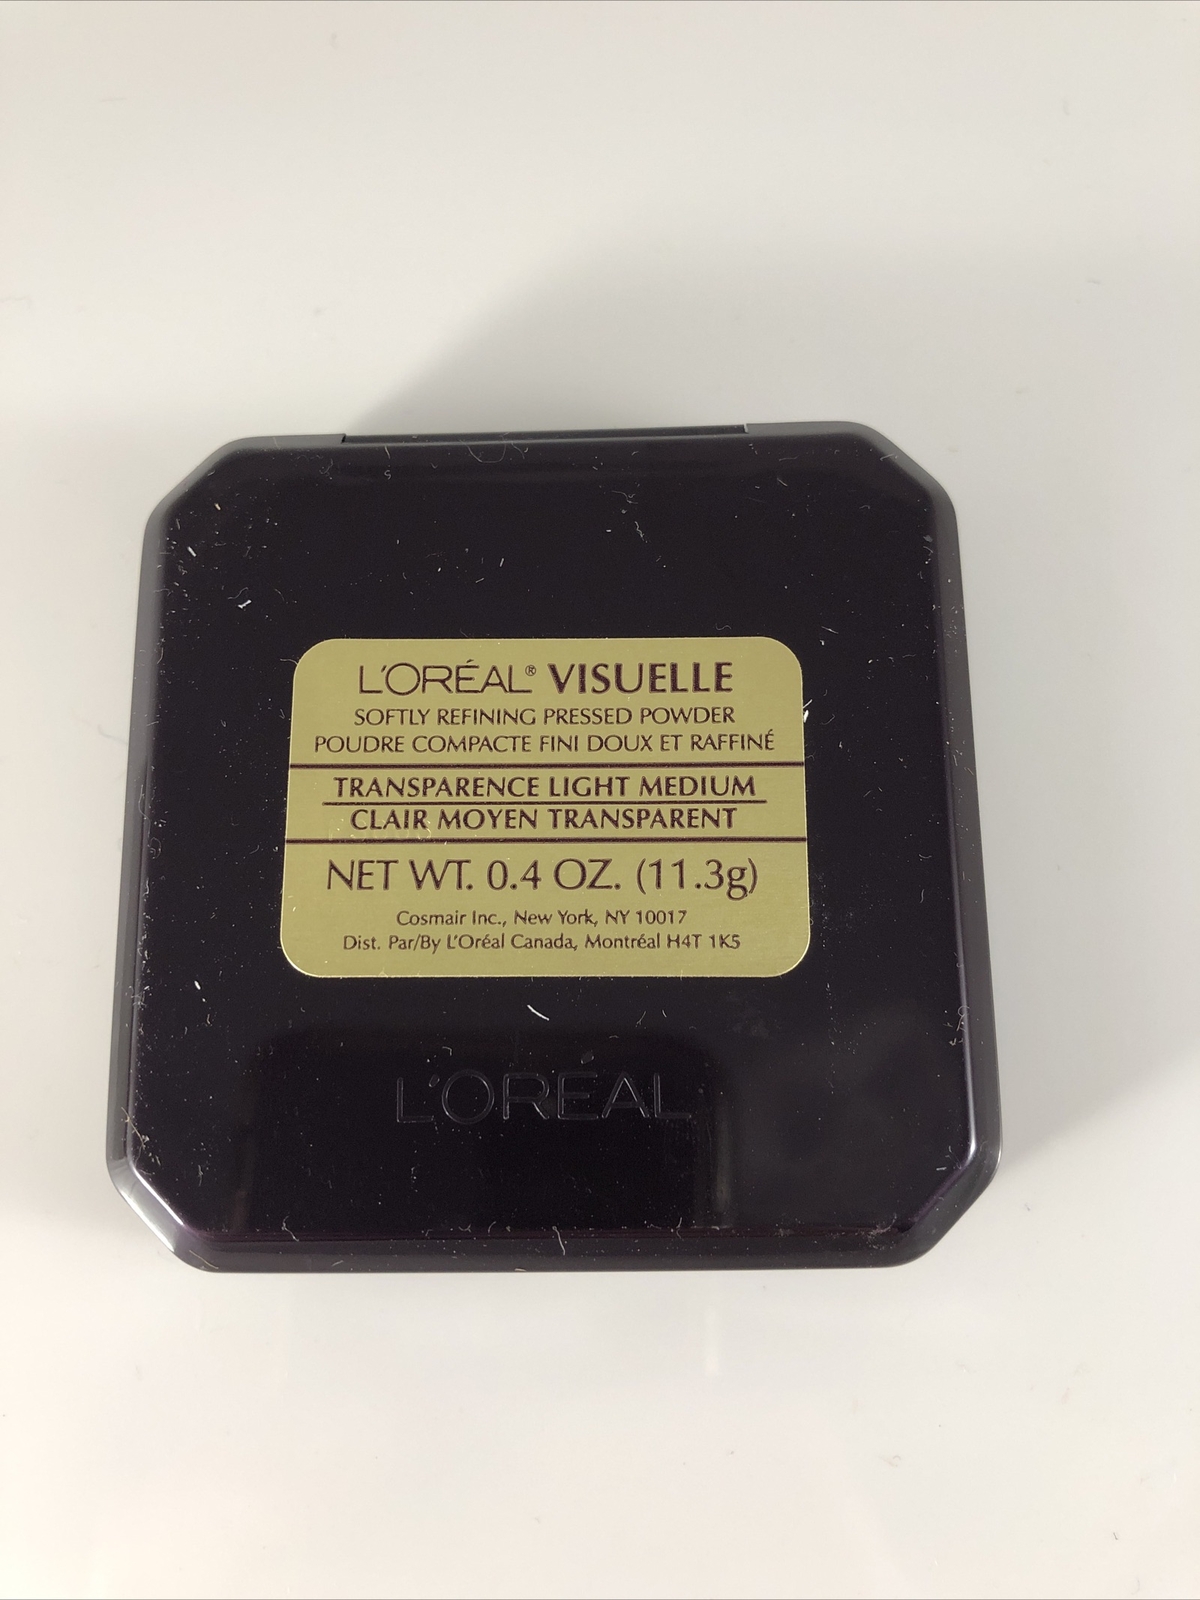 L'ORÉAL® VISUELLE
SOFTLY REFINING PRESSED POWDER
POUDRE COMPACTE FINI DOUX ET RAFFINÉ
TRANSPARENCE LIGHT MEDIUM
CLAIR MOYEN TRANSPARENT
NET WT. 0.4 OZ. (11.3g)
Cosmair Inc., New York, NY 10017
Dist. Par/By L'Oréal Canada, Montréal H4T 1K5
L'ORÉAL